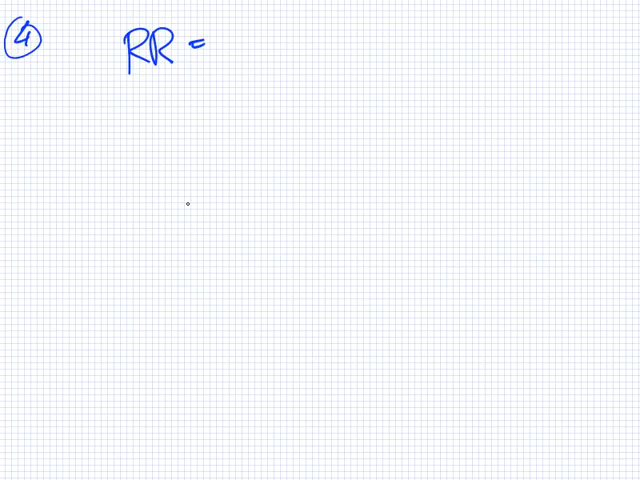 ④ RR =